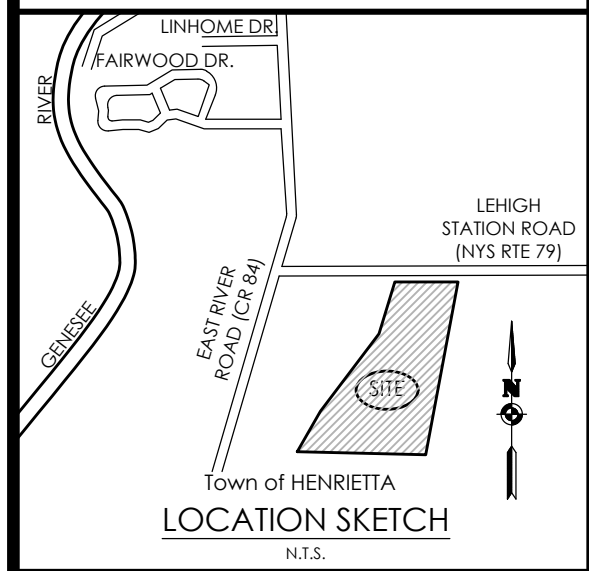 LINHOME DR.
FAIRWOOD DR.
RIVER
LEHIGH
STATION ROAD
(NYS RTE 79)
EAST RIVER
ROAD (CR 84)
GENESEE
SITE
N
Town of HENRIETTA
LOCATION SKETCH
N.T.S.